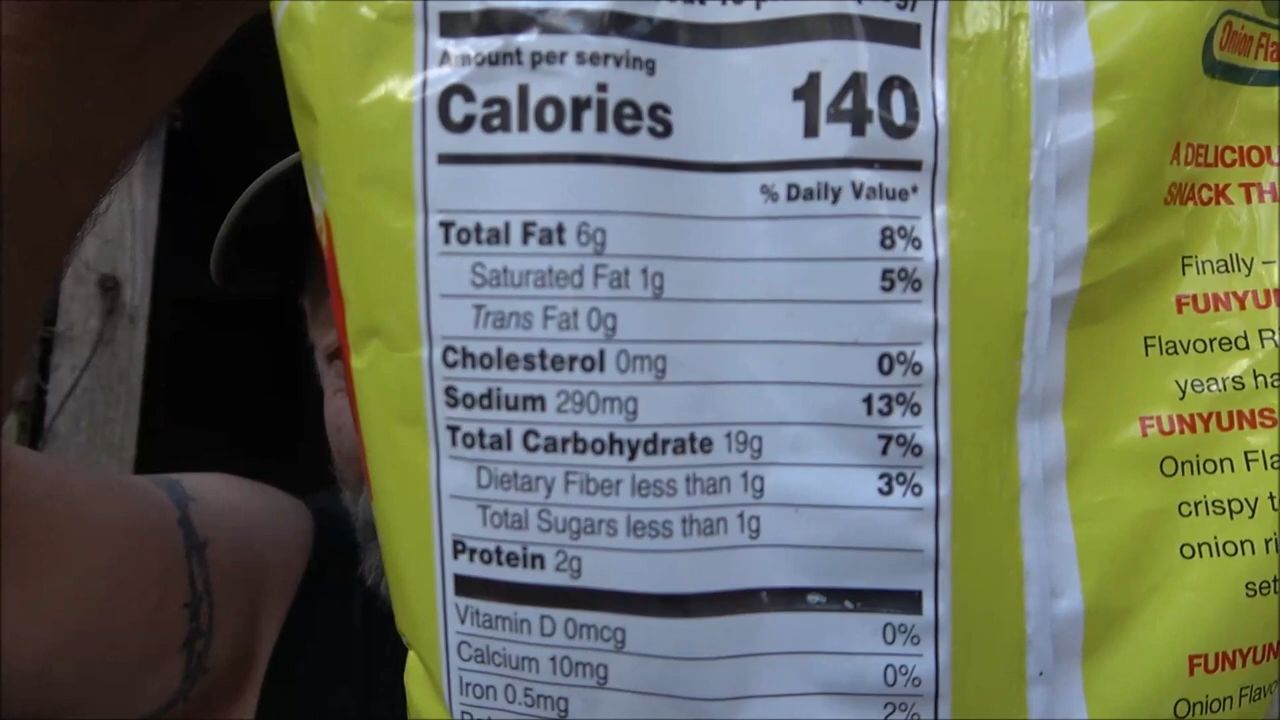 Amount per serving
Calories 140
% Daily Value*
Total Fat 6g 8%
Saturated Fat 1g 5%
Trans Fat 0g
Cholesterol 0mg 0%
Sodium 290mg 13%
Total Carbohydrate 19g 7%
Dietary Fiber less than 1g 3%
Total Sugars less than 1g
Protein 2g
Vitamin D 0mcg 0%
Calcium 10mg 0%
Iron 0.5mg 2%
Onion Fla
A DELICIOU
SNACK TH
Finally –
FUNYU
Flavored R
years ha
FUNYUNS
Onion Fla
crispy t
onion ri
set
FUNYUN
Onion Flavo